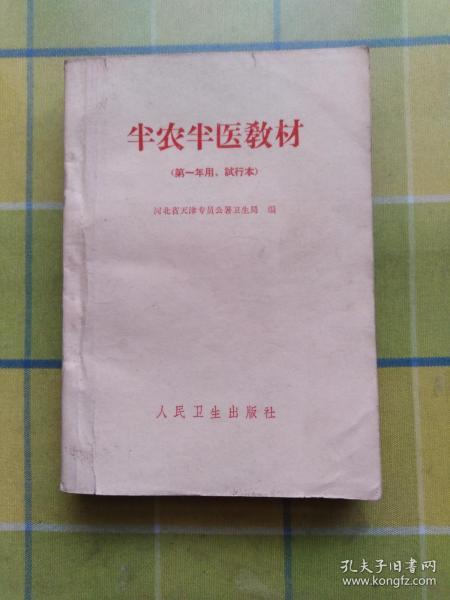 半农半医教材
(第一年用、試行本)
河北省天津专員公署卫生局 編
人民卫生出版社
孔夫子旧书网
www.kongfz.com